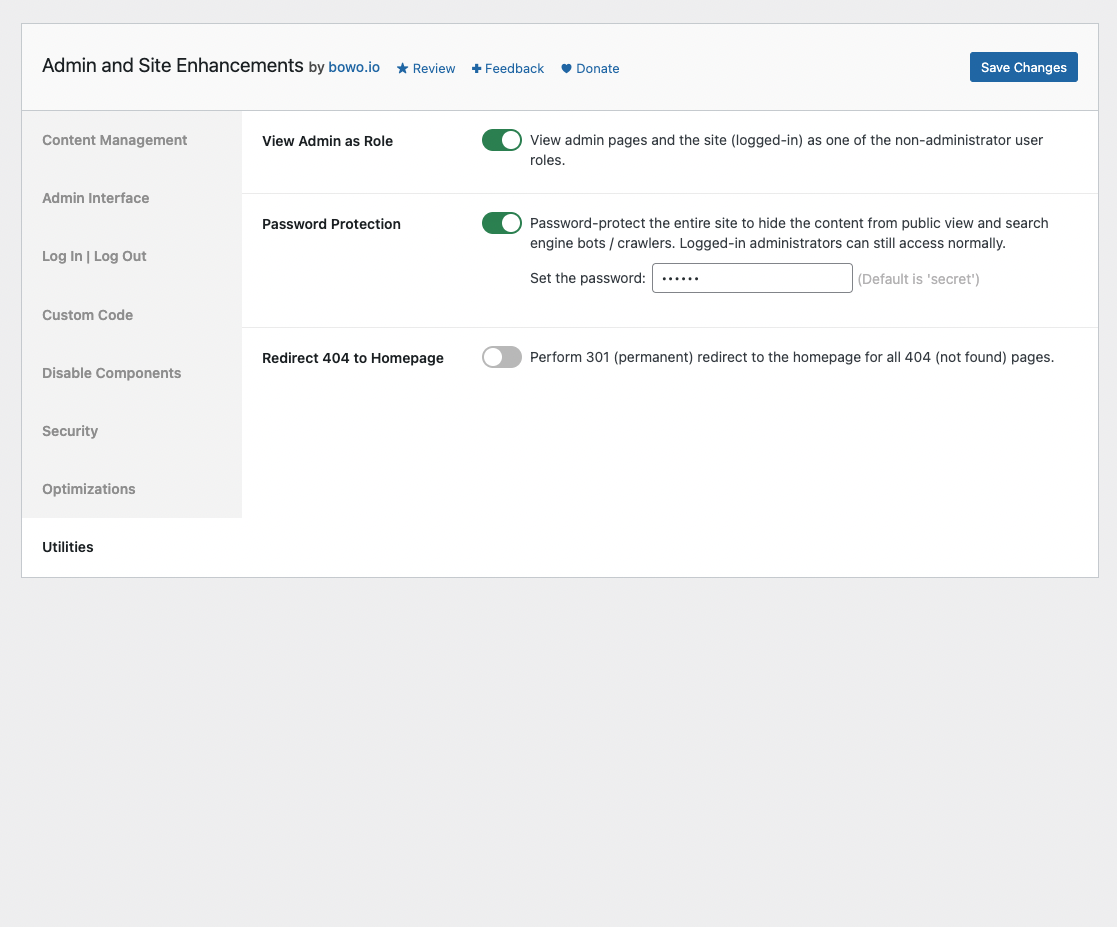 Admin and Site Enhancements by bowo.io Review Feedback Donate
Save Changes
Content Management
Admin Interface
Log In | Log Out
Custom Code
Disable Components
Security
Optimizations
Utilities
View Admin as Role
View admin pages and the site (logged-in) as one of the non-administrator user
roles.
Password Protection
Password-protect the entire site to hide the content from public view and search
engine bots / crawlers. Logged-in administrators can still access normally.
Set the password: •••••• (Default is 'secret')
Redirect 404 to Homepage
Perform 301 (permanent) redirect to the homepage for all 404 (not found) pages.